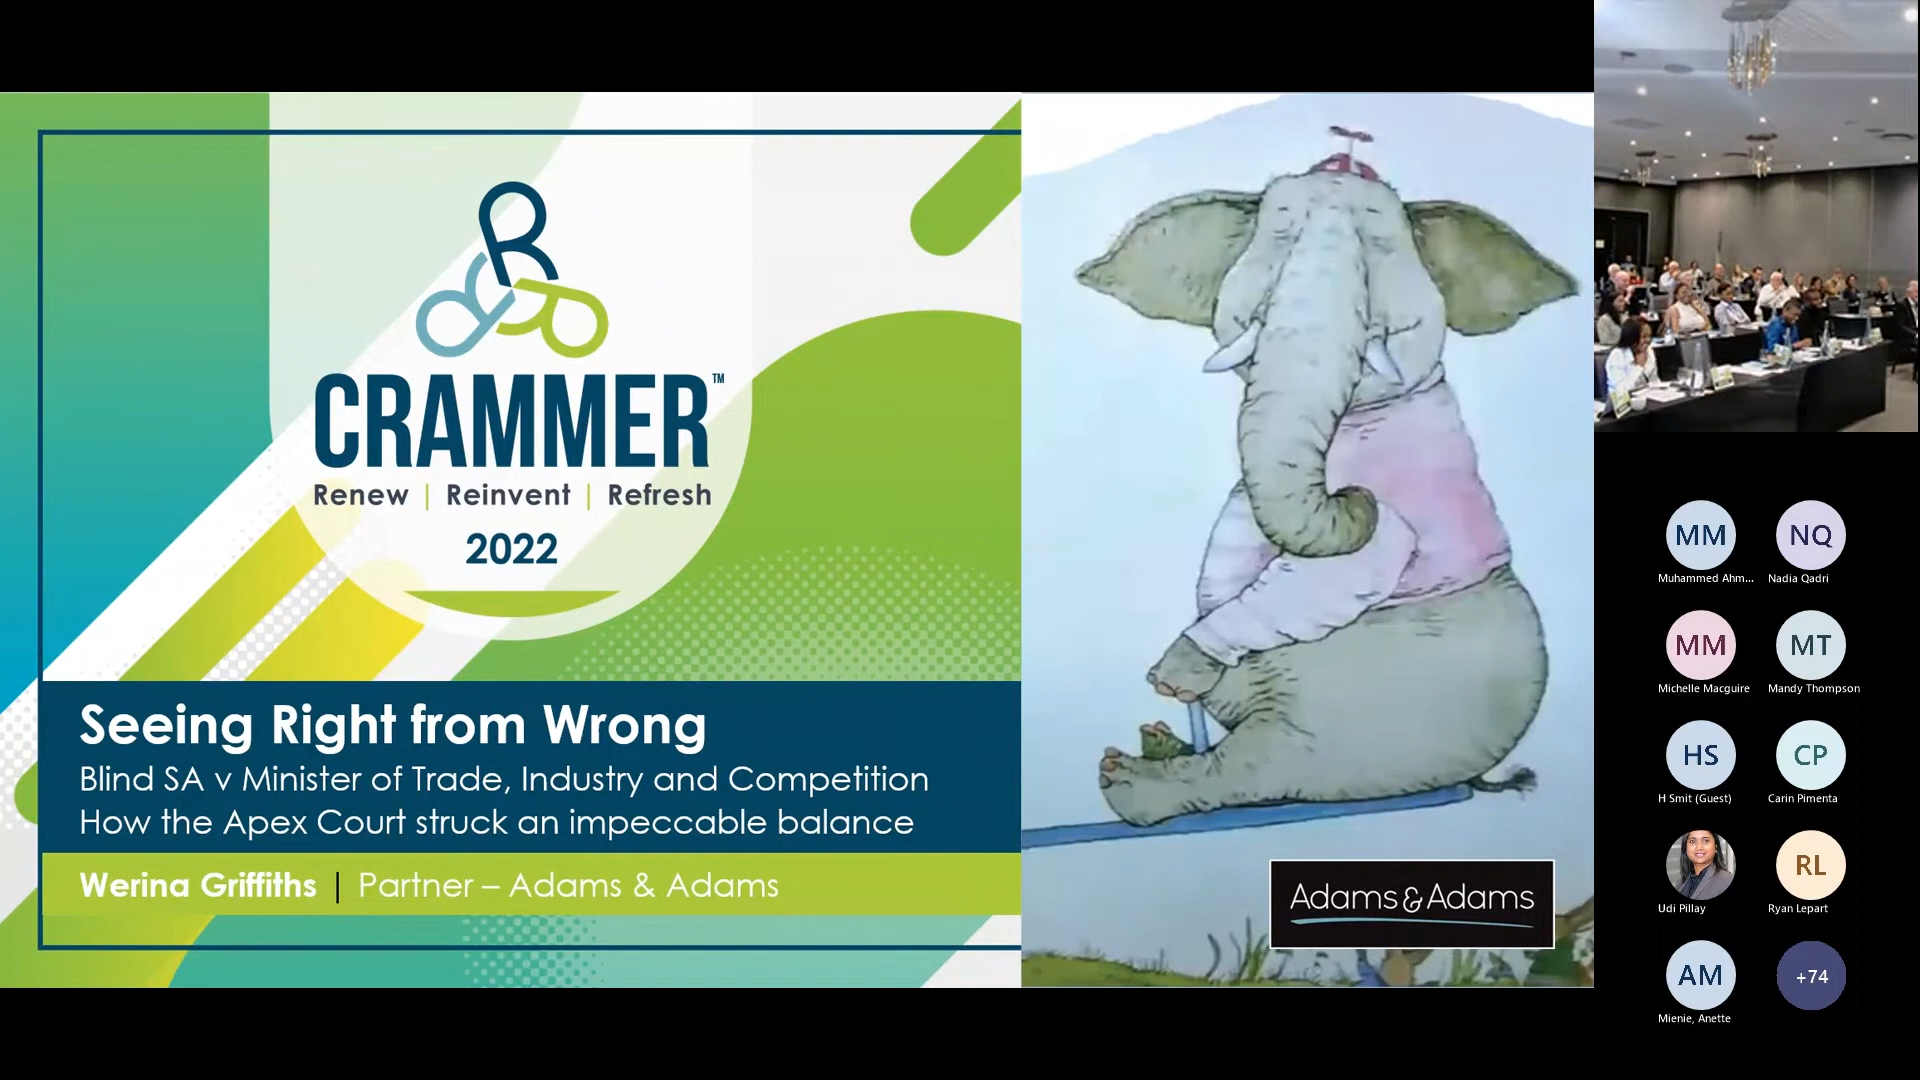 CRAMMER™
Renew | Reinvent | Refresh
2022
Seeing Right from Wrong
Blind SA v Minister of Trade, Industry and Competition
How the Apex Court struck an impeccable balance
Werina Griffiths | Partner – Adams & Adams
Adams&Adams
MM
NQ
Muhammed Ahm...
Nadia Qadri
MM
MT
Michelle Macguire
Mandy Thompson
HS
CP
H Smit (Guest)
Carin Pimenta
RL
Udi Pillay
Ryan Lepart
AM
+74
Mienie, Anette